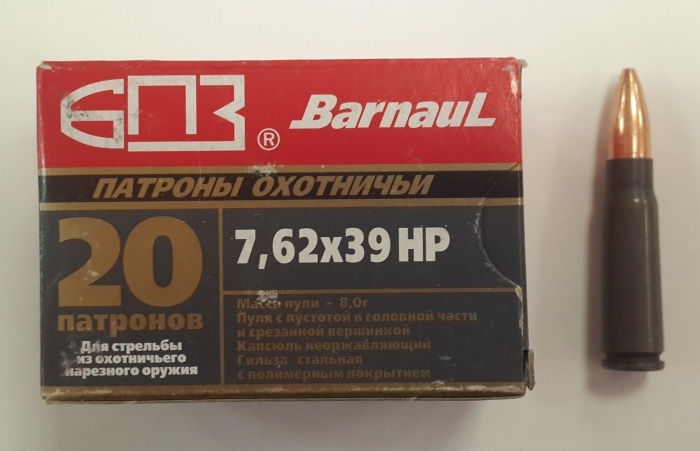 БПЗ ® Barnaul
ПАТРОНЫ ОХОТНИЧЬИ
20
патронов
Для стрельбы
из охотничьего
нарезного оружия
7,62x39 HP
Масса пули - 8,0г
Пуля с пустотой в головной части
и срезанной вершинкой
Капсюль неоржавляющий
Гильза стальная
с полимерным покрытием